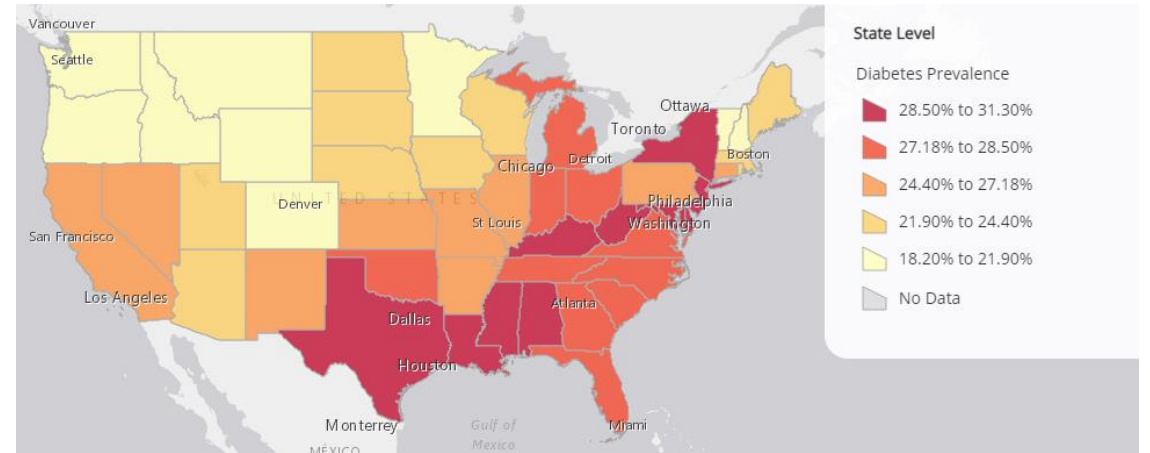 Vancouver
Seattle
Ottawa
Toronto
Boston
Chicago
Detroit
UNITED STATES
Denver
Philadelphia
St Louis
Washington
San Francisco
Los Angeles
Atlanta
Dallas
Houston
Monterrey
Gulf of
Mexico
Miami
MÉXICO
State Level
Diabetes Prevalence
28.50% to 31.30%
27.18% to 28.50%
24.40% to 27.18%
21.90% to 24.40%
18.20% to 21.90%
No Data